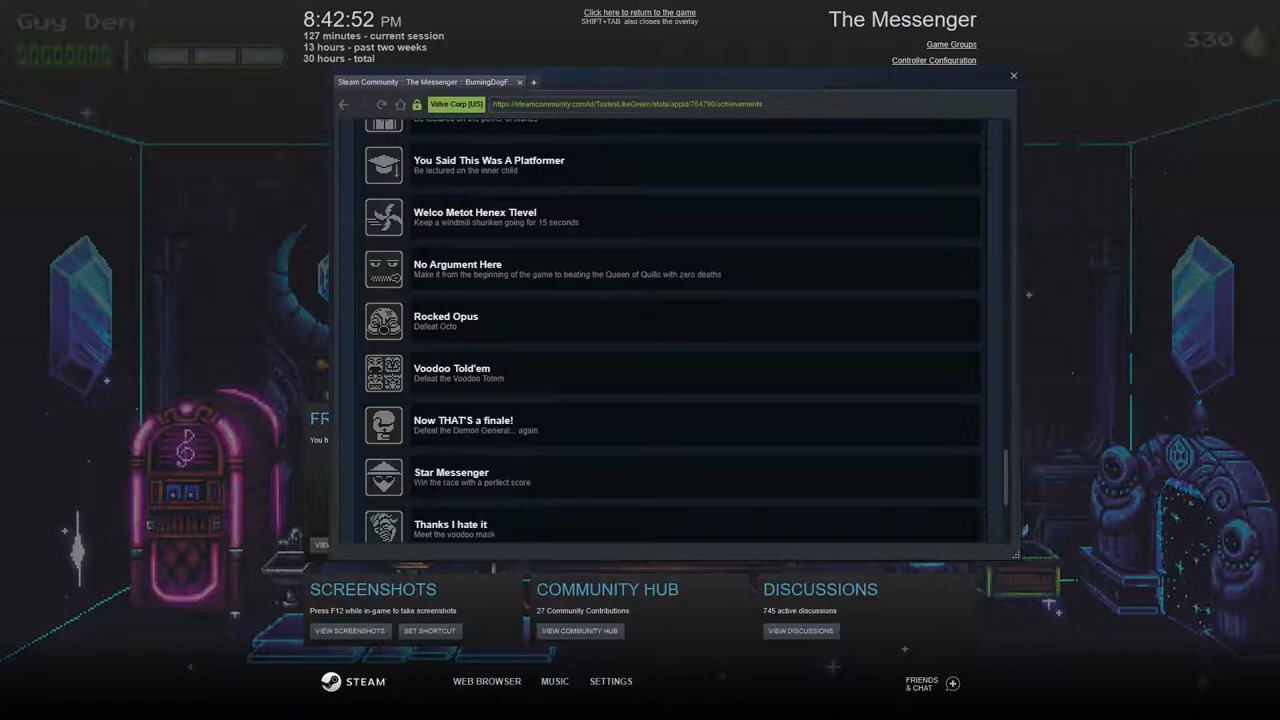 Guy Den
8:42:52 PM
127 minutes - current session
13 hours - past two weeks
30 hours - total
Click here to return to the game
SHIFT+TAB also closes the overlay
The Messenger
Game Groups
Controller Configuration
330
Steam Community :: The Messenger :: BurningDogF...
Valve Corp [US]
https://steamcommunity.com/id/TastesLikeGreen/stats/appid/764790/achievements
You Said This Was A Platformer
Be lectured on the inner child
Welco Metot Henex Tlevel
Keep a windmill shuriken going for 15 seconds
No Argument Here
Make it from the beginning of the game to beating the Queen of Quills with zero deaths
Rocked Opus
Defeat Octo
Voodoo Told'em
Defeat the Voodoo Totem
Now THAT'S a finale!
Defeat the Demon General... again
Star Messenger
Win the race with a perfect score
Thanks I hate it
Meet the voodoo mask
FR
You h
VIEW
SCREENSHOTS
Press F12 while in-game to take screenshots
VIEW SCREENSHOTS
SET SHORTCUT
COMMUNITY HUB
27 Community Contributions
VIEW COMMUNITY HUB
DISCUSSIONS
745 active discussions
VIEW DISCUSSIONS
STEAM
WEB BROWSER
MUSIC
SETTINGS
FRIENDS
& CHAT